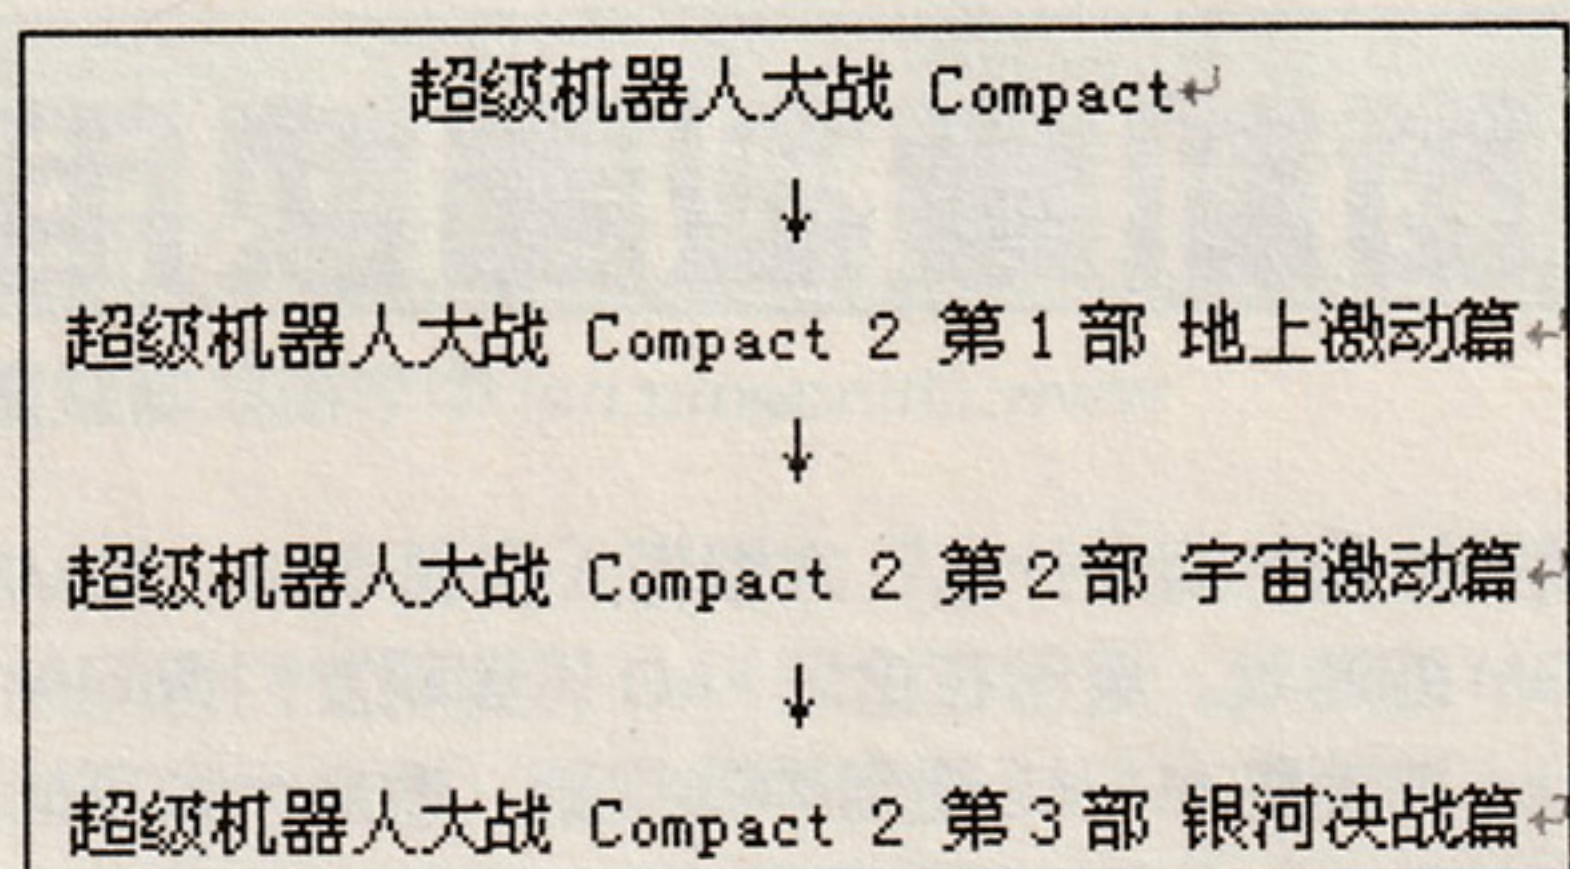 超级机器人大战 Compact↵
↓
超级机器人大战 Compact 2 第1部 地上激动篇↵
↓
超级机器人大战 Compact 2 第2部 宇宙激动篇↵
↓
超级机器人大战 Compact 2 第3部 银河决战篇↵